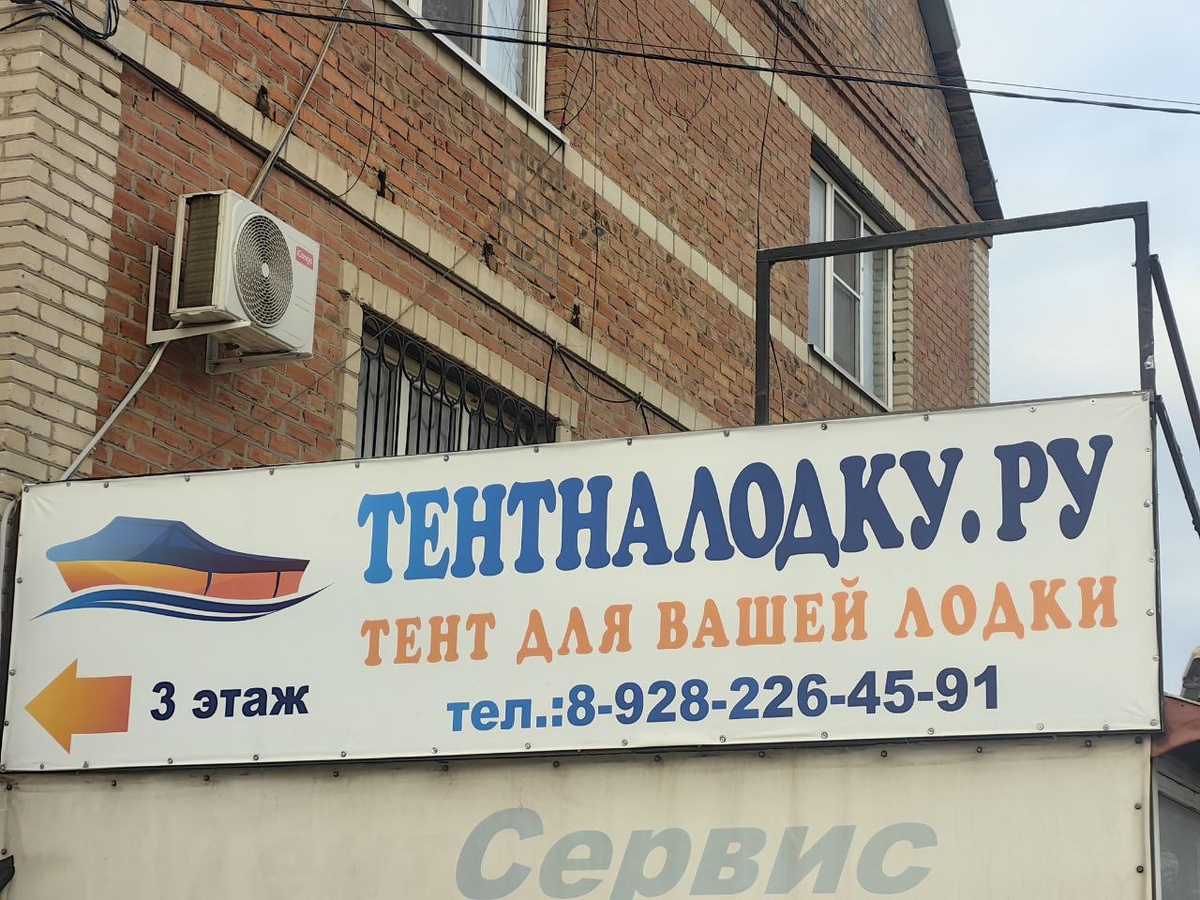 ТЕНТНАЛОДКУ.РУ
ТЕНТ ДЛЯ ВАШЕЙ ЛОДКИ
3 этаж
тел.:8-928-226-45-91
Сервис